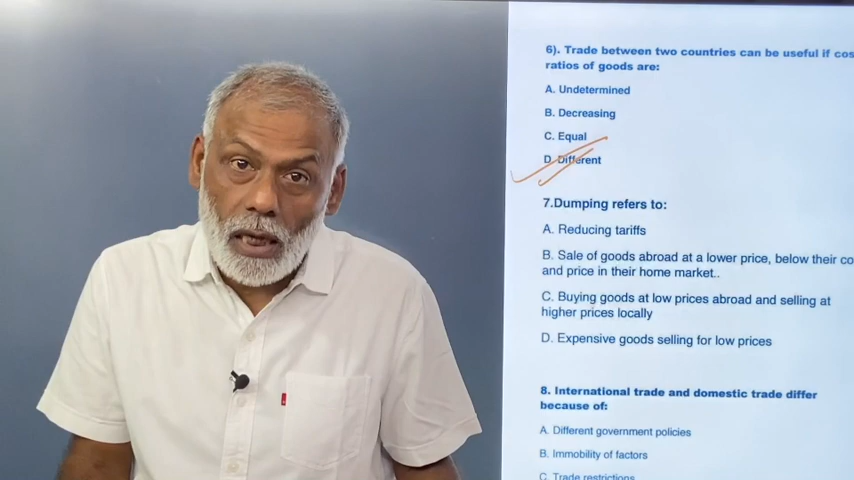 6). Trade between two countries can be useful if
ratios of goods are:
A. Undetermined
B. Decreasing
C. Equal
D. Different
7.Dumping refers to:
A. Reducing tariffs
B. Sale of goods abroad at a lower price, below their
and price in their home market..
C. Buying goods at low prices abroad and selling at
higher prices locally
D. Expensive goods selling for low prices
8. International trade and domestic trade differ
because of:
A. Different government policies
B. Immobility of factors
C. Trade restrictions